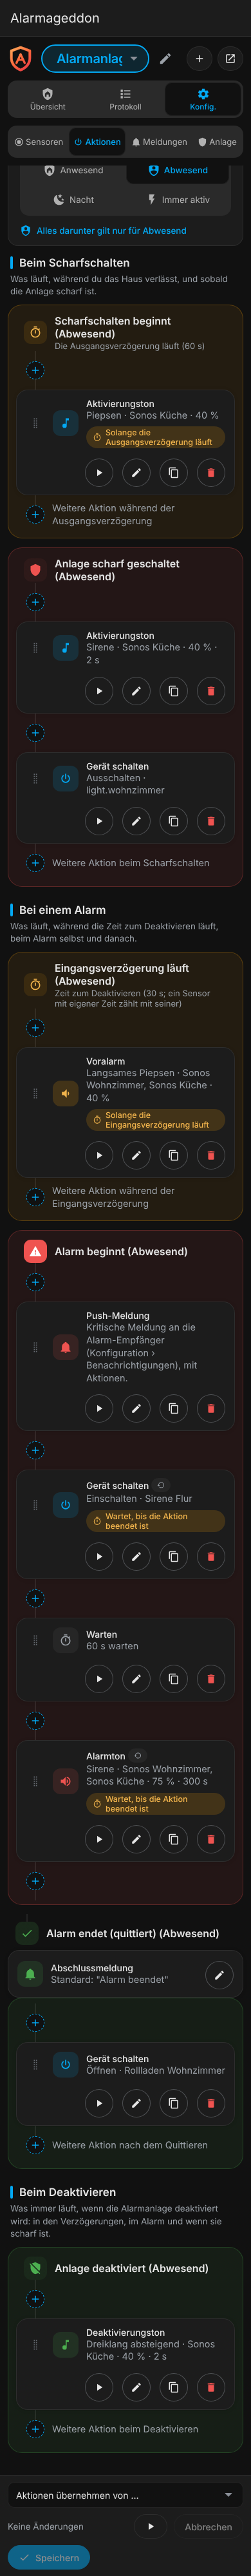 Alarmageddon
Alarmanlag
Übersicht
Protokoll
Konfig.
Sensoren
Aktionen
Meldungen
Anlage
Anwesend
Abwesend
Nacht
Immer aktiv
Alles darunter gilt nur für Abwesend
Beim Scharfschalten
Was läuft, während du das Haus verlässt, und sobald
die Anlage scharf ist.
Scharfschalten beginnt
(Abwesend)
Die Ausgangsverzögerung läuft (60 s)
Aktivierungston
Piepsen · Sonos Küche · 40 %
Solange die
Ausgangsverzögerung läuft
Weitere Aktion während der
Ausgangsverzögerung
Anlage scharf geschaltet
(Abwesend)
Aktivierungston
Sirene · Sonos Küche · 40 % ·
2 s
Gerät schalten
Ausschalten ·
light.wohnzimmer
Weitere Aktion beim Scharfschalten
Bei einem Alarm
Was läuft, während die Zeit zum Deaktivieren läuft,
beim Alarm selbst und danach.
Eingangsverzögerung läuft
(Abwesend)
Zeit zum Deaktivieren (30 s; ein Sensor
mit eigener Zeit zählt mit seiner)
Voralarm
Langsames Piepsen · Sonos
Wohnzimmer, Sonos Küche ·
40 %
Solange die
Eingangsverzögerung läuft
Weitere Aktion während der
Eingangsverzögerung
Alarm beginnt (Abwesend)
Push-Meldung
Kritische Meldung an die
Alarm-Empfänger
(Konfiguration ›
Benachrichtigungen), mit
Aktionen.
Gerät schalten
Einschalten · Sirene Flur
Wartet, bis die Aktion
beendet ist
Warten
60 s warten
Alarmton
Sirene · Sonos Wohnzimmer,
Sonos Küche · 75 % · 300 s
Wartet, bis die Aktion
beendet ist
Alarm endet (quittiert) (Abwesend)
Abschlussmeldung
Standard: "Alarm beendet"
Gerät schalten
Öffnen · Rollladen Wohnzimmer
Weitere Aktion nach dem Quittieren
Beim Deaktivieren
Was immer läuft, wenn die Alarmanlage deaktiviert
wird: in den Verzögerungen, im Alarm und wenn sie
scharf ist.
Anlage deaktiviert (Abwesend)
Deaktivierungston
Dreiklang absteigend · Sonos
Küche · 40 % · 2 s
Weitere Aktion beim Deaktivieren
Aktionen übernehmen von ...
Keine Änderungen
Abbrechen
Speichern